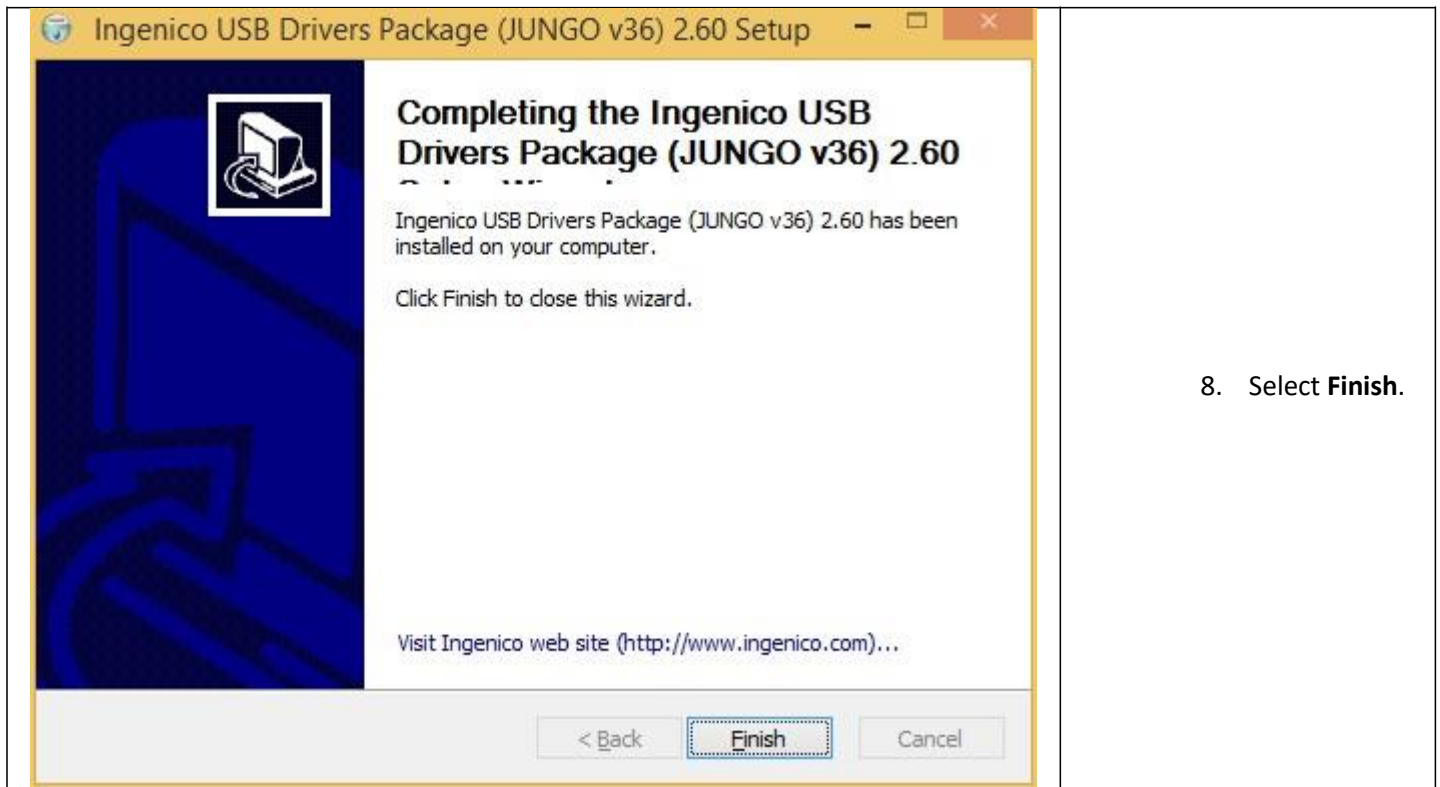 Ingenico USB Drivers Package (JUNGO v36) 2.60 Setup
Completing the Ingenico USB
Drivers Package (JUNGO v36) 2.60
Ingenico USB Drivers Package (JUNGO v36) 2.60 has been
installed on your computer.
Click Finish to close this wizard.
Visit Ingenico web site (http://www.ingenico.com)...
< Back
Finish
Cancel
8. Select Finish.